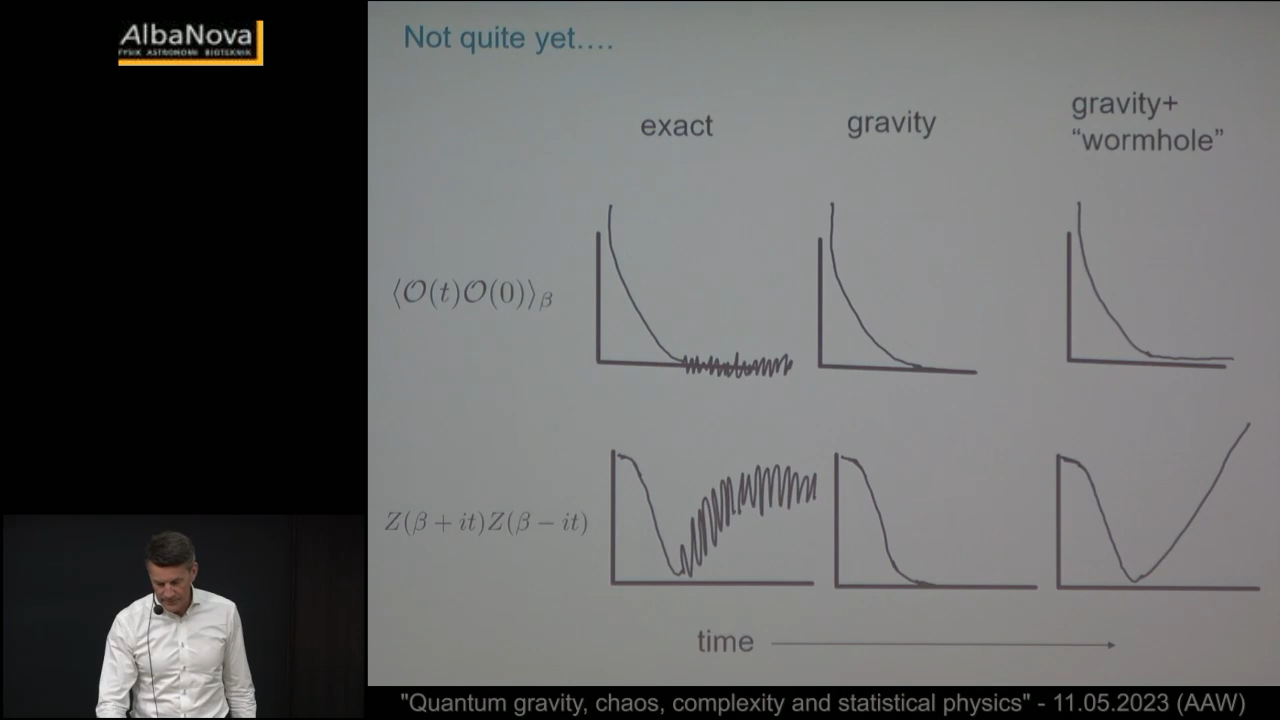 AlbaNova
FYSIK ASTRONOMI BIOTEKNIK
Not quite yet....
exact
gravity
gravity+
“wormhole”
⟨𝒪(t)𝒪(0)⟩β
Z(β + it)Z(β − it)
time
"Quantum gravity, chaos, complexity and statistical physics" - 11.05.2023 (AAW)